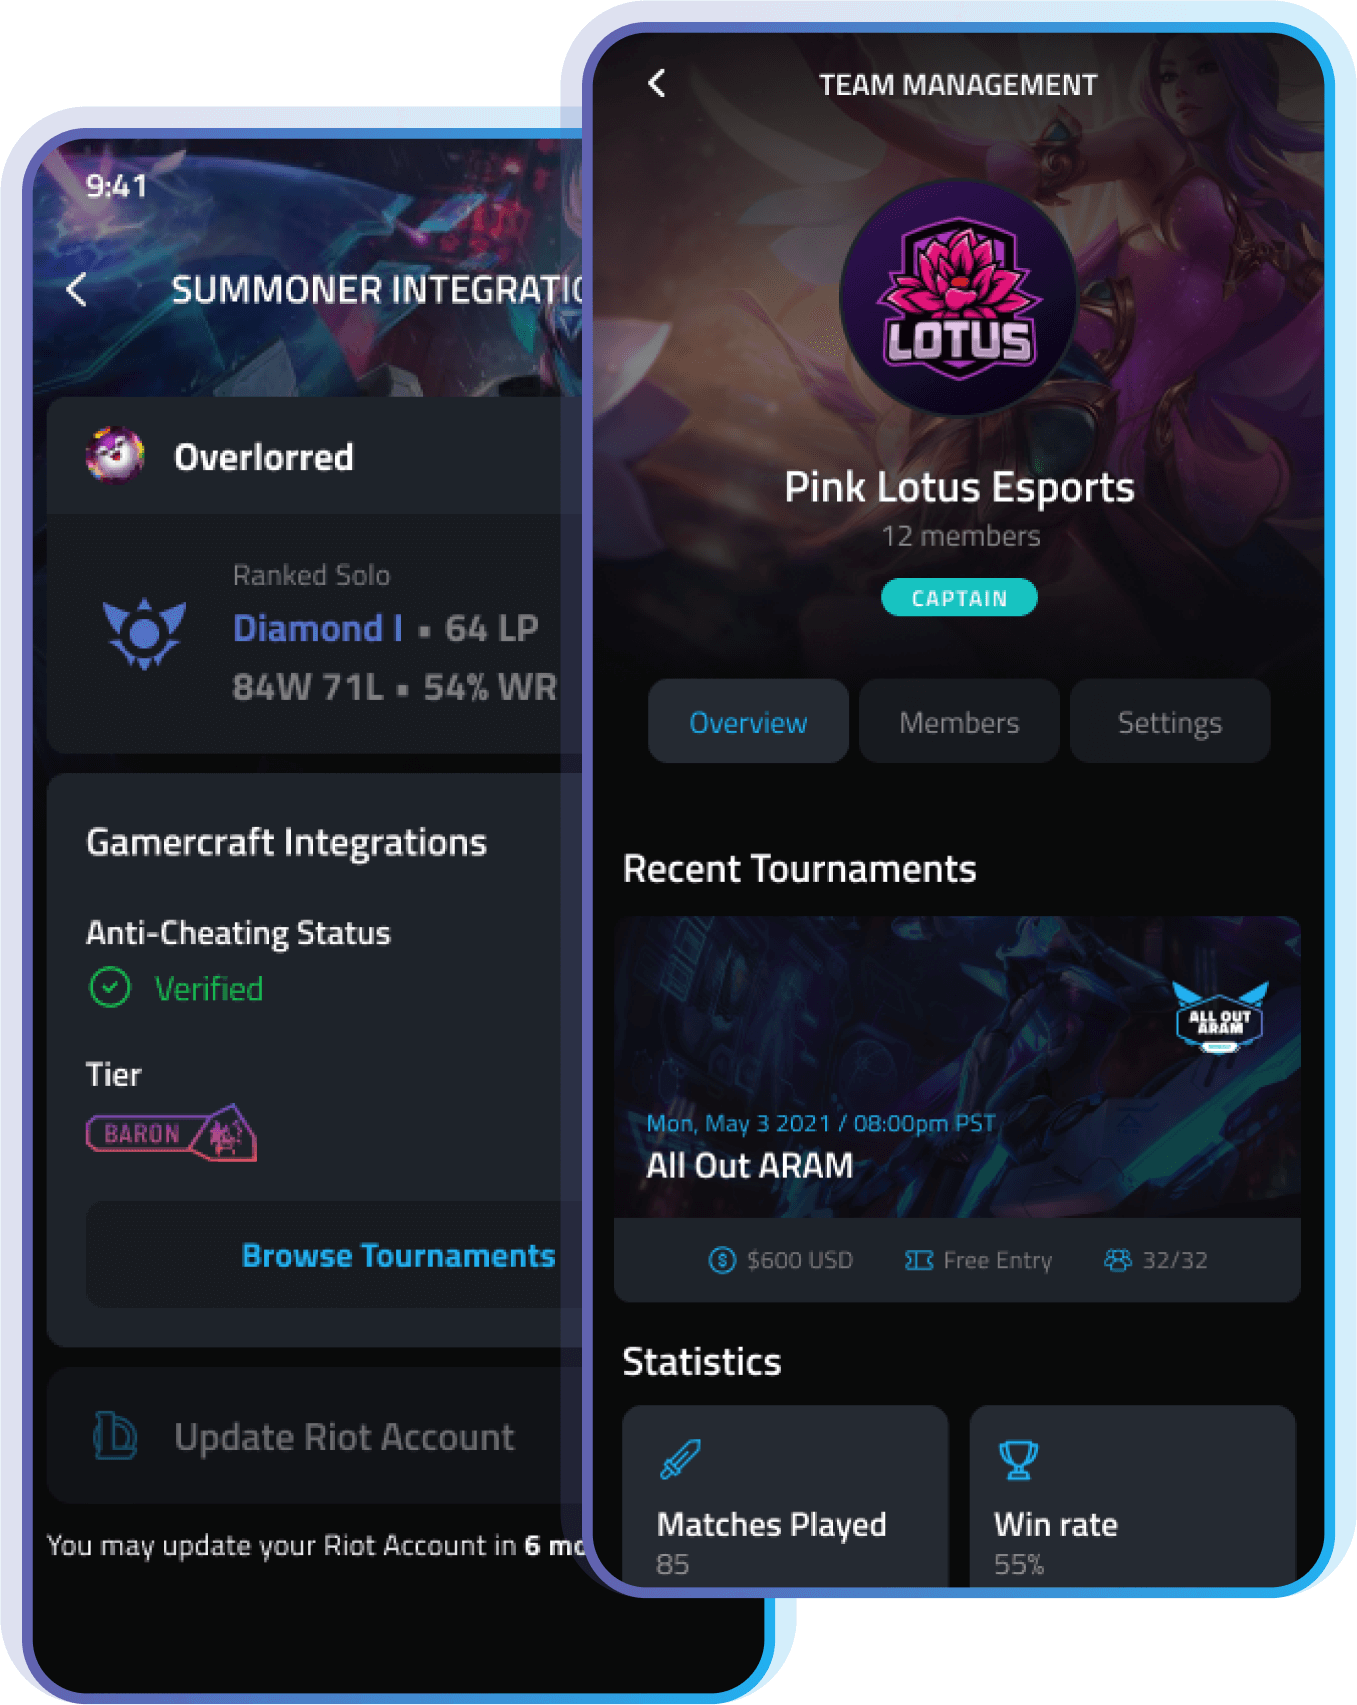 9:41
SUMMONER INTEGRATIO
Overlorred
Ranked Solo
Diamond I • 64 LP
84W 71L • 54% WR
Gamercraft Integrations
Anti-Cheating Status
Verified
Tier
BARON
Browse Tournaments
Update Riot Account
You may update your Riot Account in 6 mo
TEAM MANAGEMENT
LOTUS
Pink Lotus Esports
12 members
CAPTAIN
Overview
Members
Settings
Recent Tournaments
ALL OUT
ARAM
Mon, May 3 2021 / 08:00pm PST
All Out ARAM
$600 USD
Free Entry
32/32
Statistics
Matches Played
85
Win rate
55%